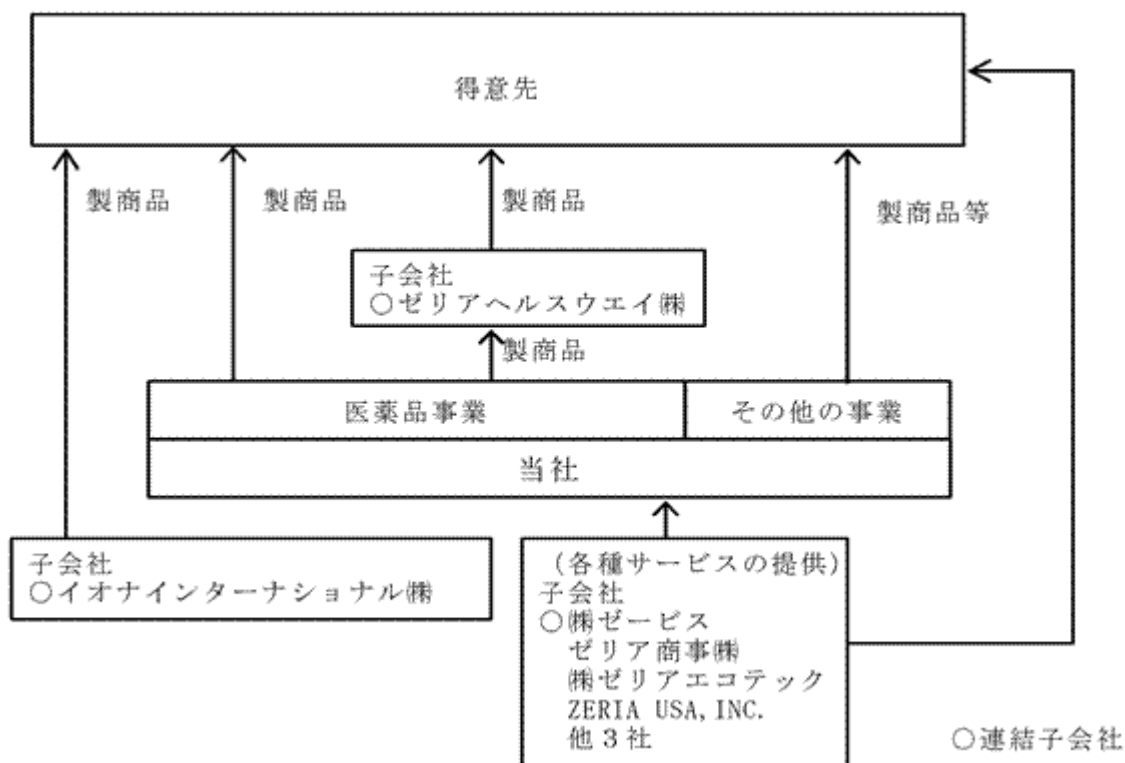 得意先
製商品
製商品
製商品
製商品等
子会社
○ゼリアヘルスウエイ㈱
製商品
医薬品事業
その他の事業
当社
子会社
○イオナインターナショナル㈱
(各種サービスの提供)
子会社
○㈱ゼービス
ゼリア商事㈱
㈱ゼリアエコテック
ZERIA USA,INC.
他3社
○連結子会社